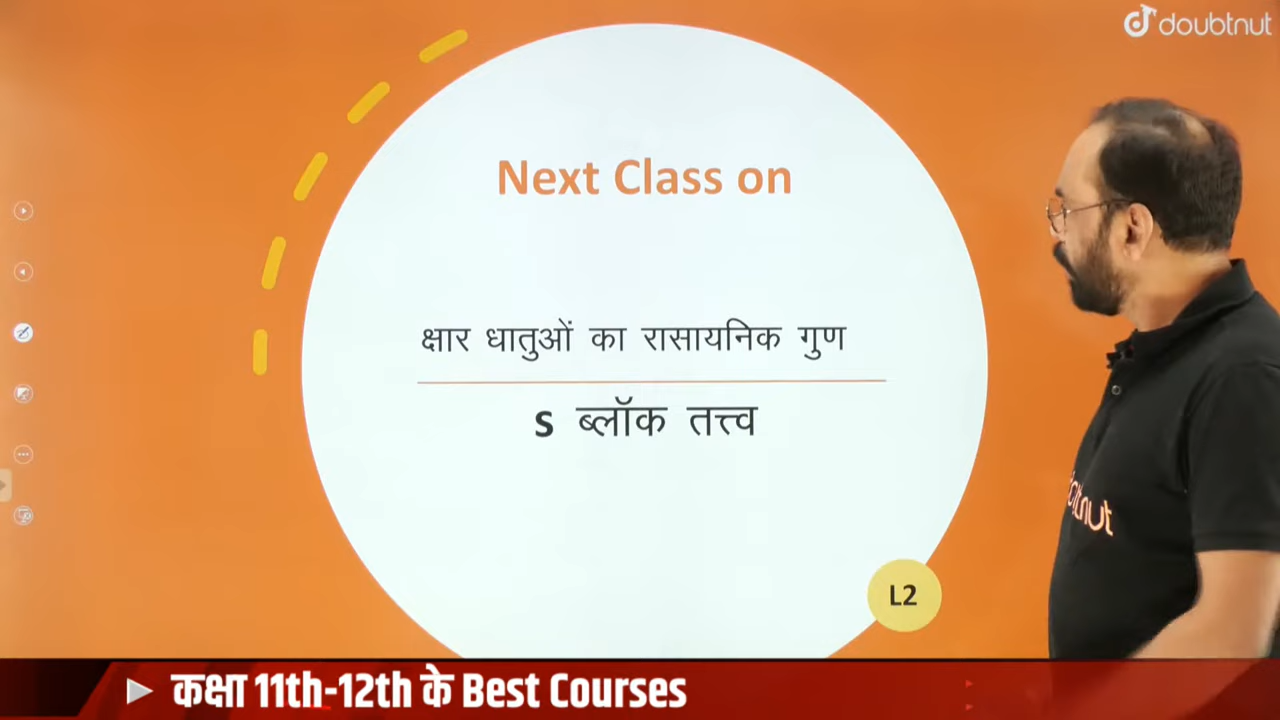 doubtnut
Next Class on
क्षार धातुओं का रासायनिक गुण
S ब्लॉक तत्त्व
L2
कक्षा 11th-12th के Best Courses